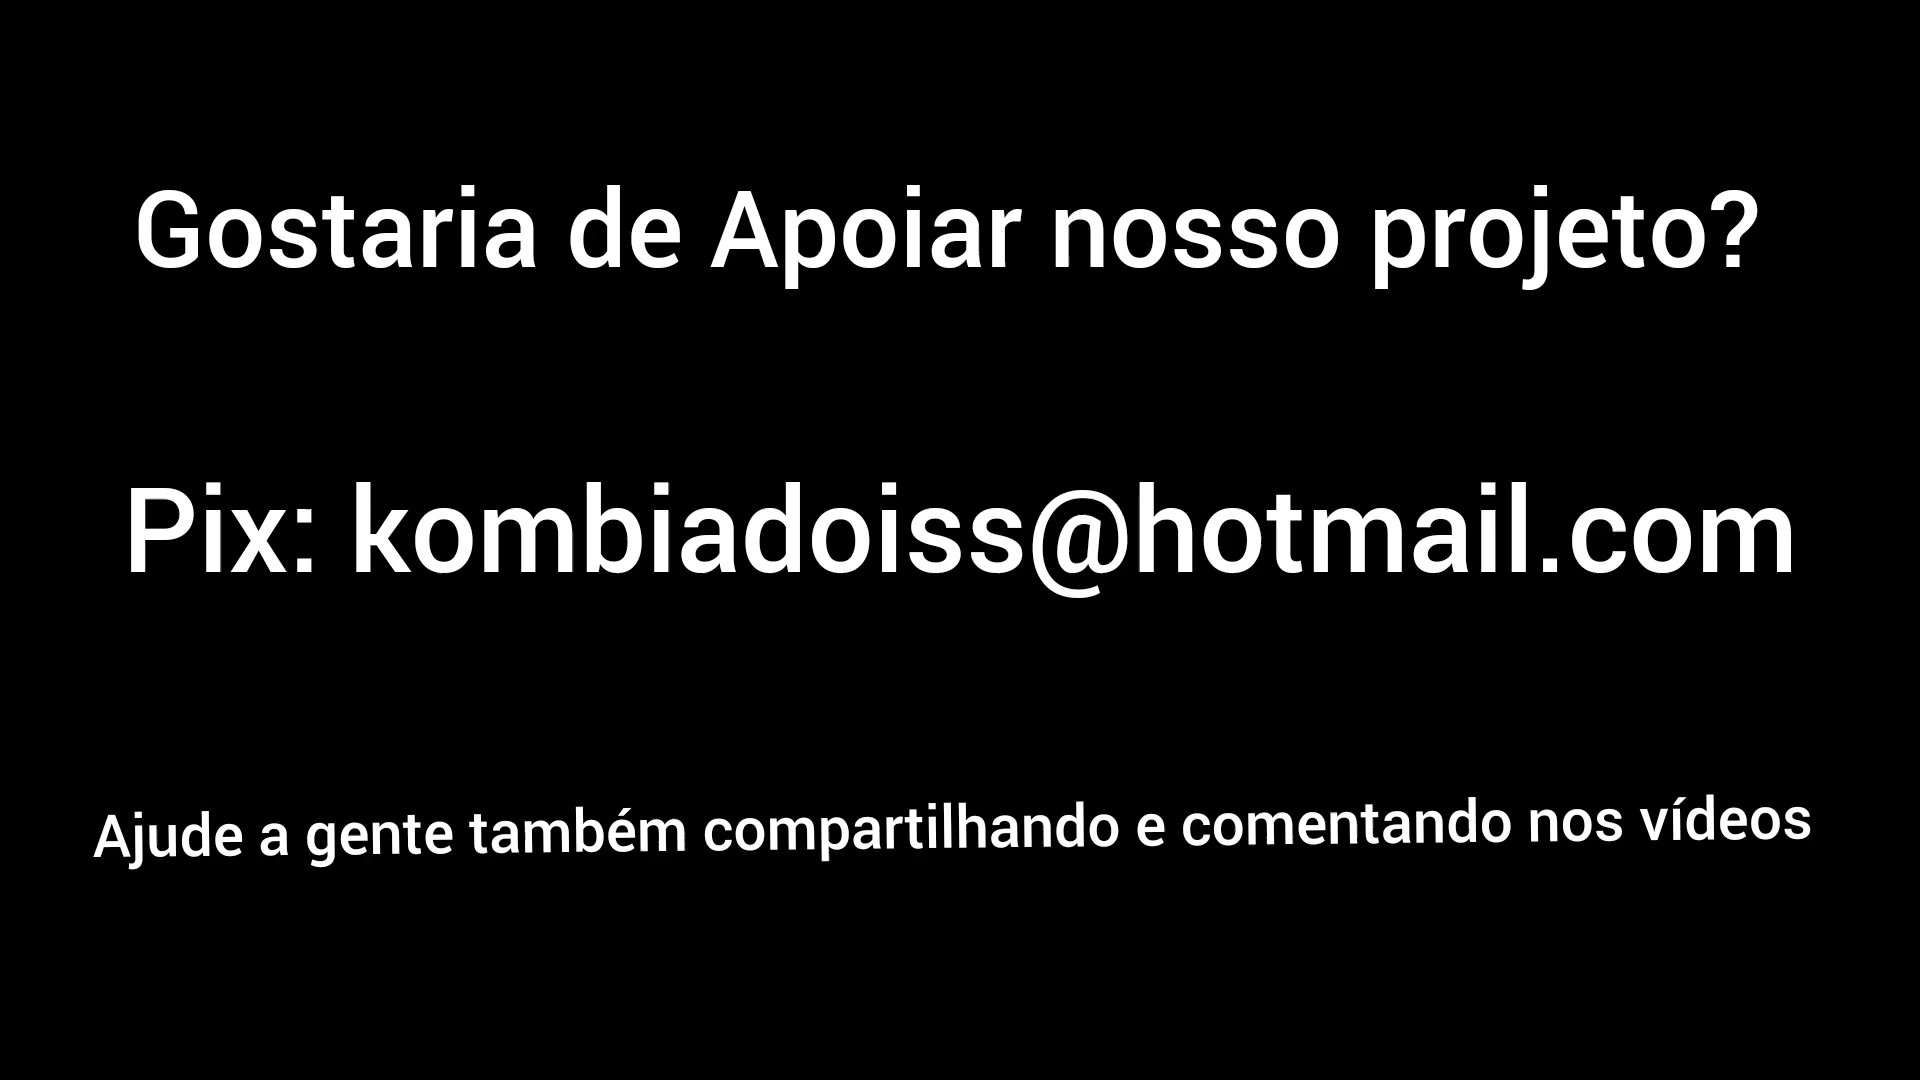 Gostaria de Apoiar nosso projeto?
Pix: kombiadoiss@hotmail.com
Ajude a gente também compartilhando e comentando nos vídeos